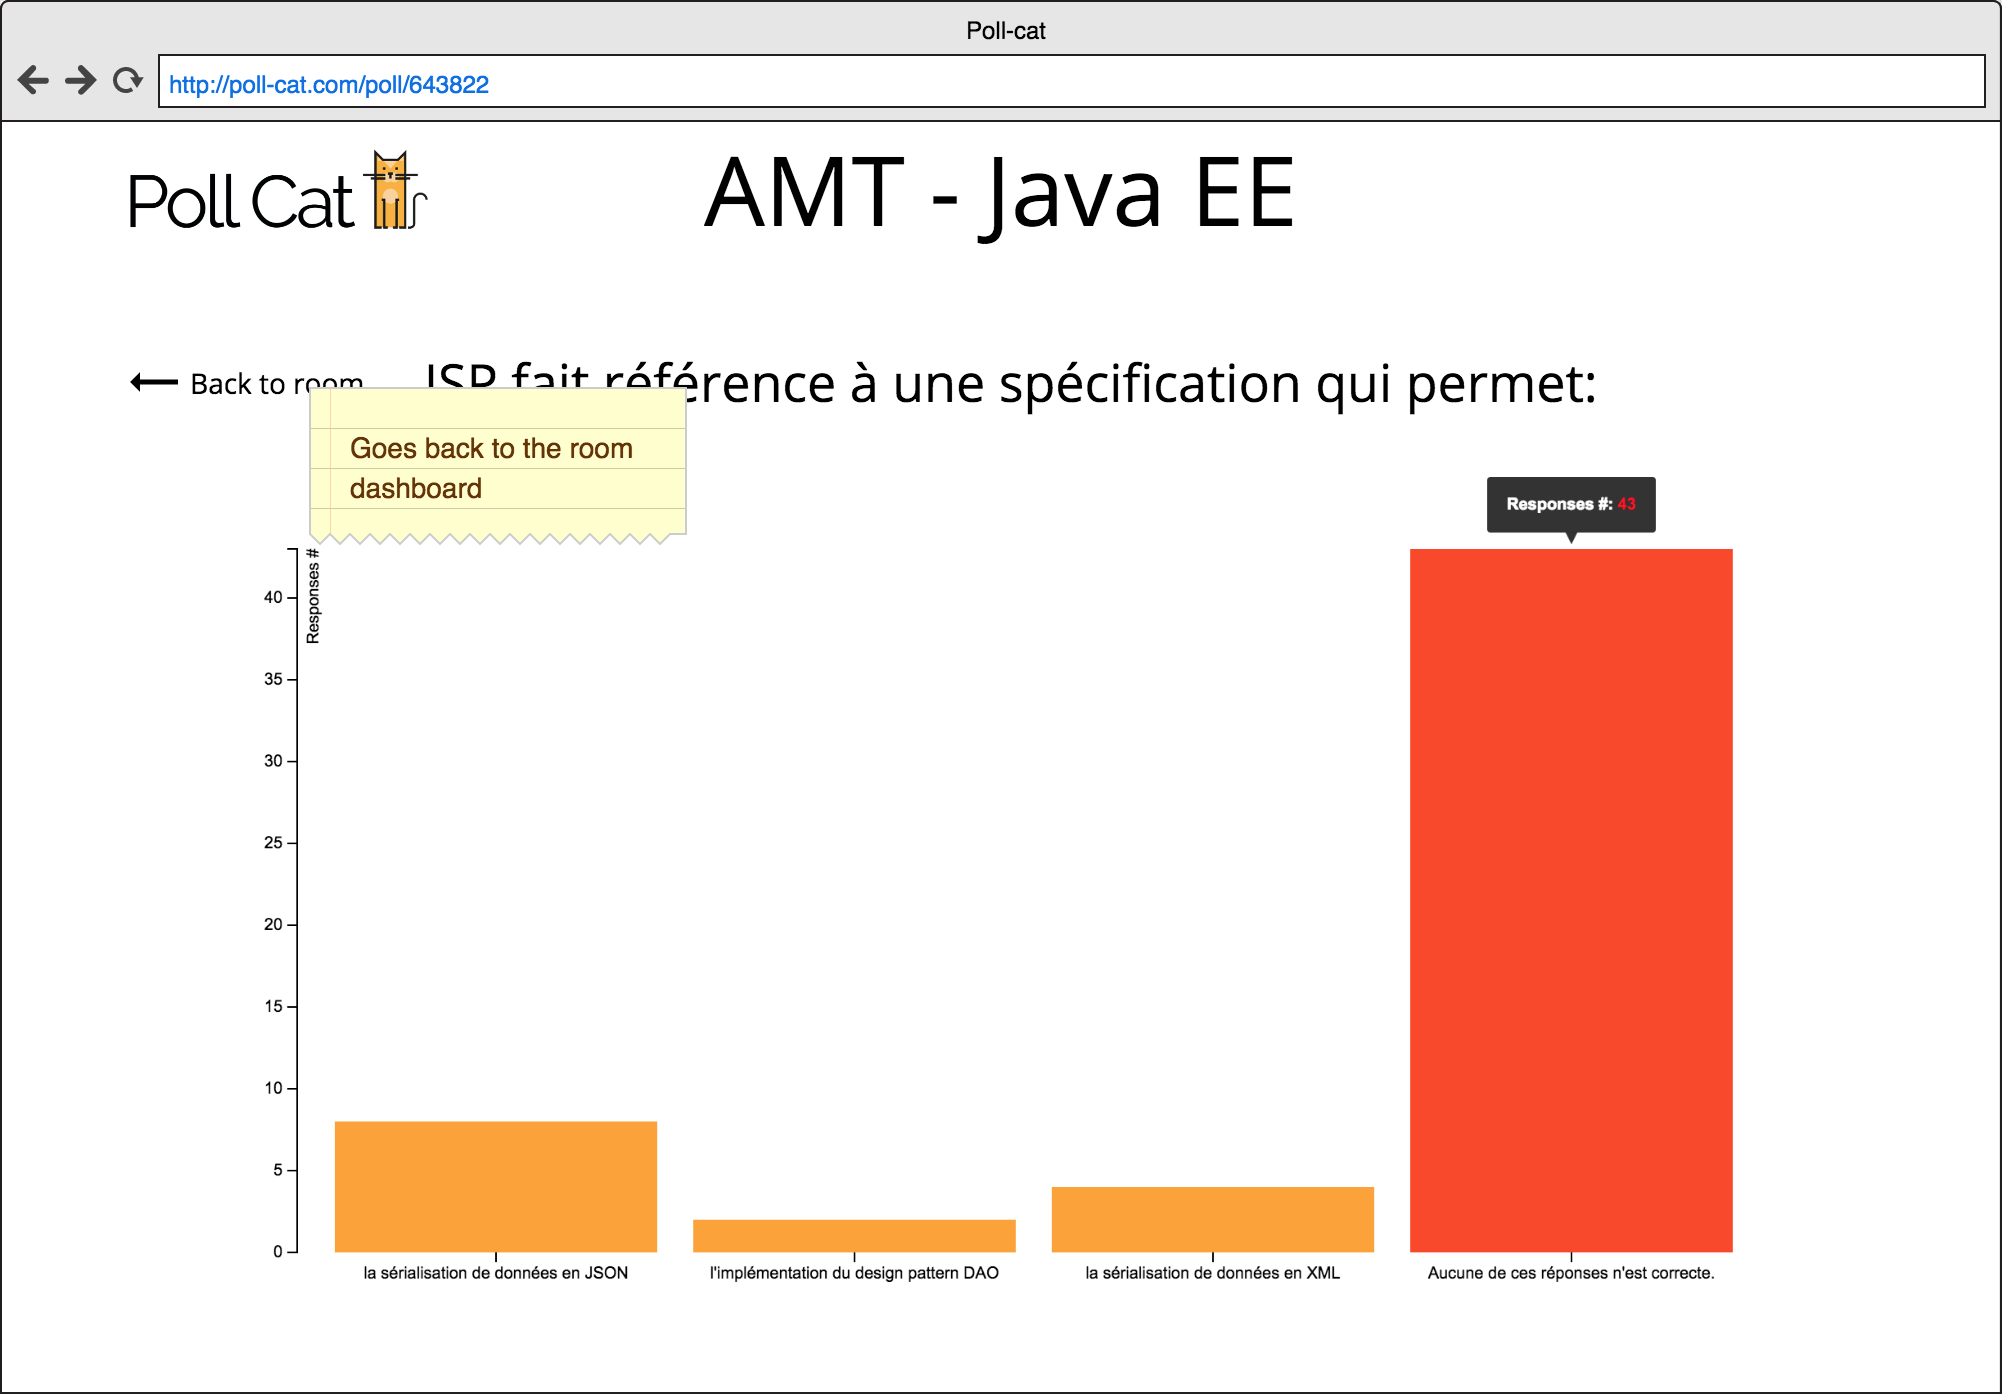 Poll-cat
http://poll-cat.com/poll/643822
Poll Cat
AMT - Java EE
Back to room
JSP fait référence à une spécification qui permet:
Goes back to the room
dashboard
Responses #: 43
Responses #
40
35
30
25
20
15
10
5
0
la sérialisation de données en JSON
l'implémentation du design pattern DAO
la sérialisation de données en XML
Aucune de ces réponses n'est correcte.